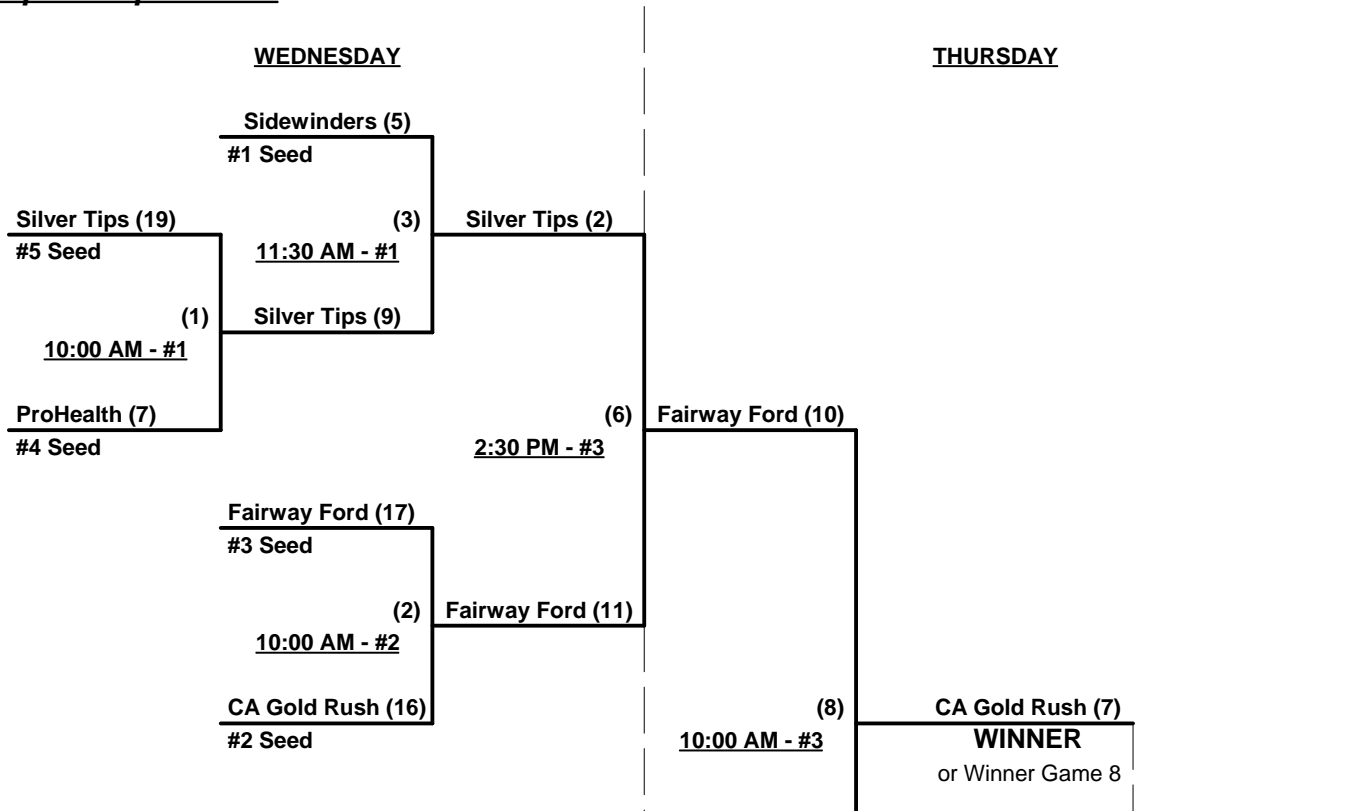 WEDNESDAY
THURSDAY
Sidewinders (5)
#1 Seed
Silver Tips (19)
(3)
Silver Tips (2)
#5 Seed
11:30 AM - #1
(1)
Silver Tips (9)
10:00 AM - #1
ProHealth (7)
(6)
Fairway Ford (10)
#4 Seed
2:30 PM - #3
Fairway Ford (17)
#3 Seed
(2)
Fairway Ford (11)
10:00 AM - #2
CA Gold Rush (16)
(8)
CA Gold Rush (7)
#2 Seed
10:00 AM - #3
WINNER
or Winner Game 8